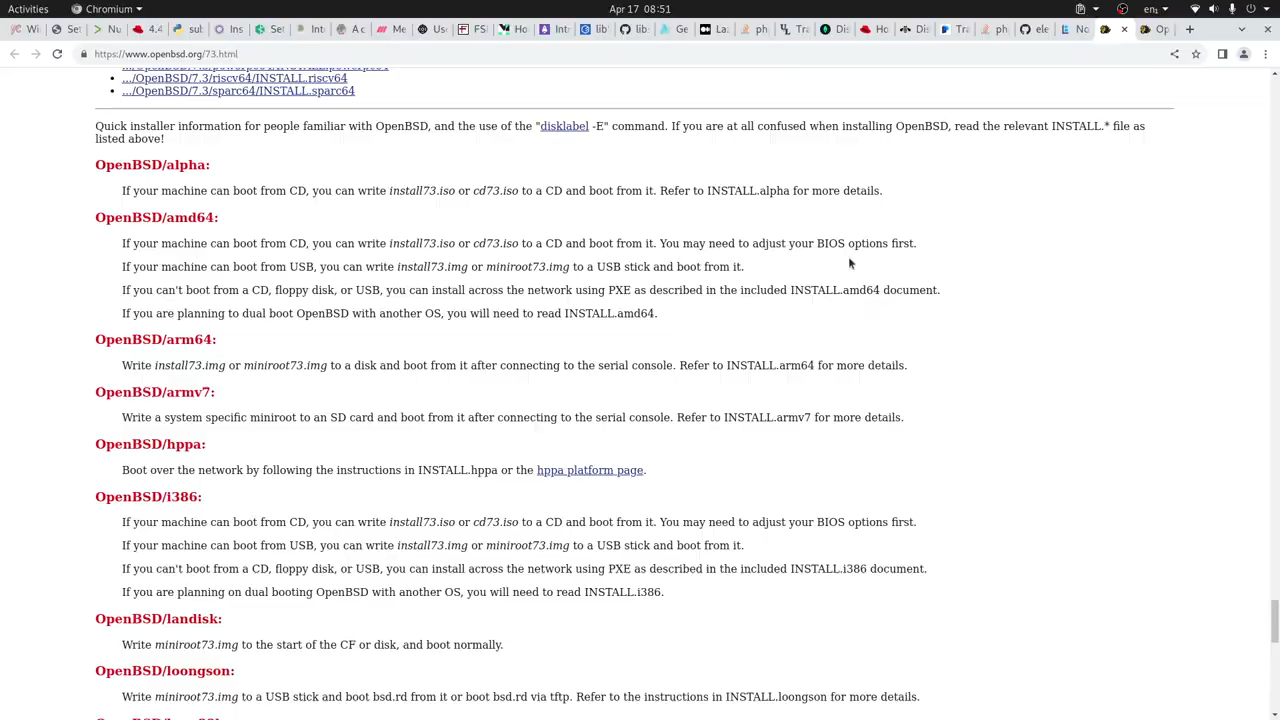 Activities
Chromium
Apr 17 08:51
https://www.openbsd.org/73.html
.../OpenBSD/7.3/riscv64/INSTALL.riscv64
.../OpenBSD/7.3/sparc64/INSTALL.sparc64
Quick installer information for people familiar with OpenBSD, and the use of the "disklabel -E" command. If you are at all confused when installing OpenBSD, read the relevant INSTALL.* file as
listed above!
OpenBSD/alpha:
If your machine can boot from CD, you can write install73.iso or cd73.iso to a CD and boot from it. Refer to INSTALL.alpha for more details.
OpenBSD/amd64:
If your machine can boot from CD, you can write install73.iso or cd73.iso to a CD and boot from it. You may need to adjust your BIOS options first.
If your machine can boot from USB, you can write install73.img or miniroot73.img to a USB stick and boot from it.
If you can't boot from a CD, floppy disk, or USB, you can install across the network using PXE as described in the included INSTALL.amd64 document.
If you are planning to dual boot OpenBSD with another OS, you will need to read INSTALL.amd64.
OpenBSD/arm64:
Write install73.img or miniroot73.img to a disk and boot from it after connecting to the serial console. Refer to INSTALL.arm64 for more details.
OpenBSD/armv7:
Write a system specific miniroot to an SD card and boot from it after connecting to the serial console. Refer to INSTALL.armv7 for more details.
OpenBSD/hppa:
Boot over the network by following the instructions in INSTALL.hppa or the hppa platform page.
OpenBSD/i386:
If your machine can boot from CD, you can write install73.iso or cd73.iso to a CD and boot from it. You may need to adjust your BIOS options first.
If your machine can boot from USB, you can write install73.img or miniroot73.img to a USB stick and boot from it.
If you can't boot from a CD, floppy disk, or USB, you can install across the network using PXE as described in the included INSTALL.i386 document.
If you are planning on dual booting OpenBSD with another OS, you will need to read INSTALL.i386.
OpenBSD/landisk:
Write miniroot73.img to the start of the CF or disk, and boot normally.
OpenBSD/loongson:
Write miniroot73.img to a USB stick and boot bsd.rd from it or boot bsd.rd via tftp. Refer to the instructions in INSTALL.loongson for more details.